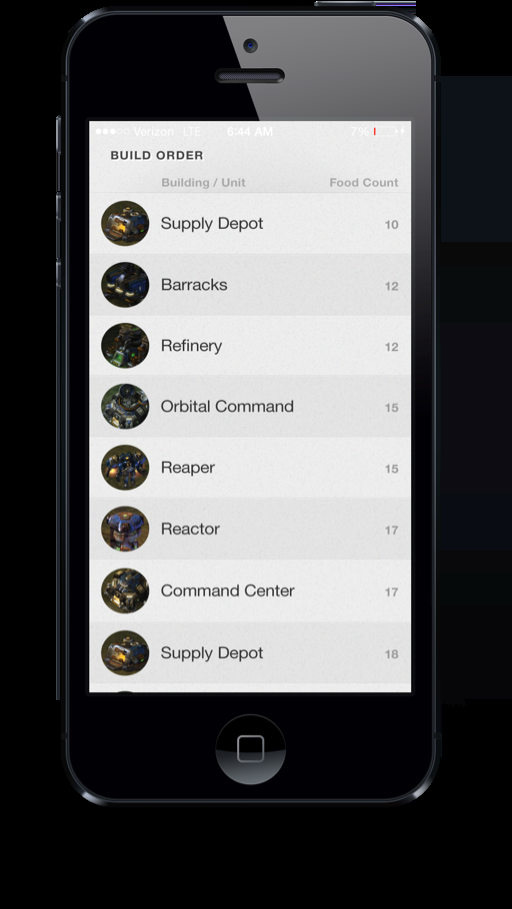 Verizon LTE 6:44 AM 7%
BUILD ORDER
Building / Unit Food Count
Supply Depot 10
Barracks 12
Refinery 12
Orbital Command 15
Reaper 15
Reactor 17
Command Center 17
Supply Depot 18